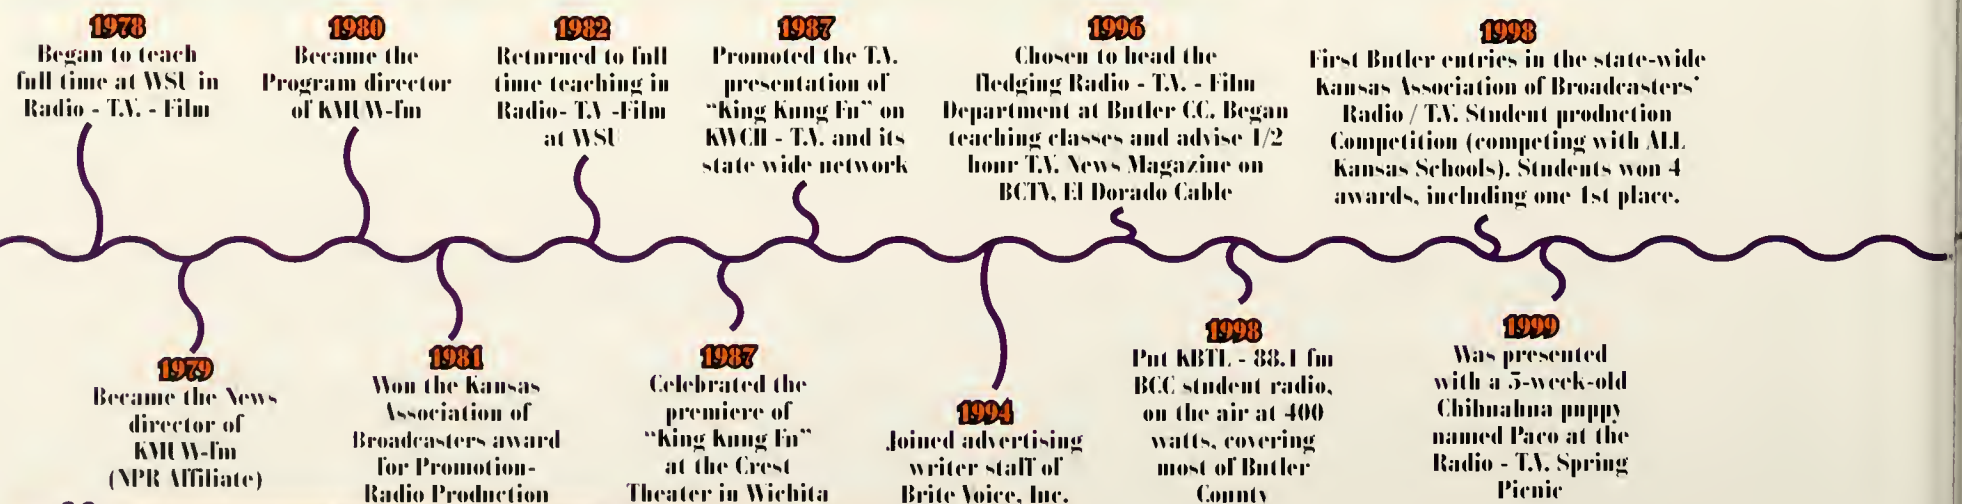 1978
Began to teach
full time at WSU in
Radio - T.V. - Film
1980
Became the
Program director
of KMUW-fm
1982
Returned to full
time teaching in
Radio- T.V -Film
at WSU
1987
Promoted the T.V.
presentation of
"King Kung Fu" on
KWCH - T.V. and its
state wide network
1996
Chosen to head the
fledging Radio - T.V. - Film
Department at Butler CC. Began
teaching classes and advise 1/2
hour T.V. News Magazine on
BCTV, El Dorado Cable
1998
First Butler entries in the state-wide
Kansas Association of Broadcasters'
Radio / T.V. Student production
Competition (competing with ALL
Kansas Schools). Students won 4
awards, including one 1st place.
1979
Became the News
director of
KMUW-fm
(NPR Affiliate)
1981
Won the Kansas
Association of
Broadcasters award
for Promotion-
Radio Production
1987
Celebrated the
premiere of
"King Kung Fu"
at the Crest
Theater in Wichita
1994
Joined advertising
writer staff of
Brite Voice, Inc.
1998
Put KBTL - 88.1 fm
BCC student radio,
on the air at 400
watts, covering
most of Butler
County
1999
Was presented
with a 5-week-old
Chihuahua puppy
named Paco at the
Radio - T.V. Spring
Picnic